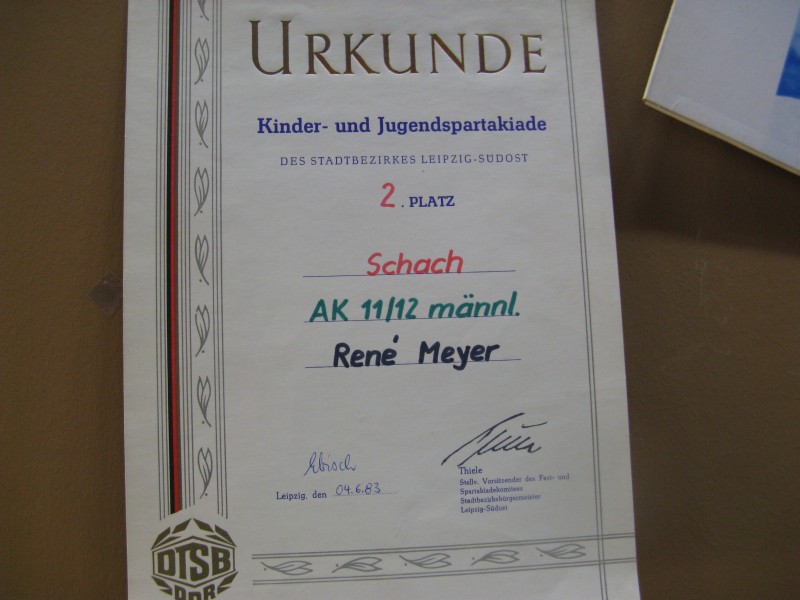 URKUNDE
Kinder- und Jugendspartakiade
DES STADTBEZIRKES LEIPZIG-SÜDOST
2. PLATZ
Schach
AK 11/12 männl.
René Meyer
Leipzig, den 04.6.83
Thiele
Stellv. Vorsitzender des Fest- und
Spartakiadekomitees
Stadtbezirksbürgermeister
Leipzig-Südost
DTSB
DDR